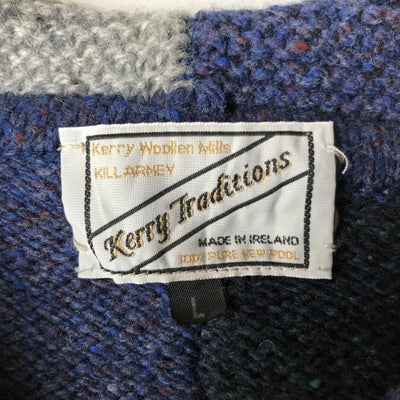 Kerry Woollen Mills
KILLARNEY
Kerry Traditions
MADE IN IRELAND
100% PURE NEW WOOL
L